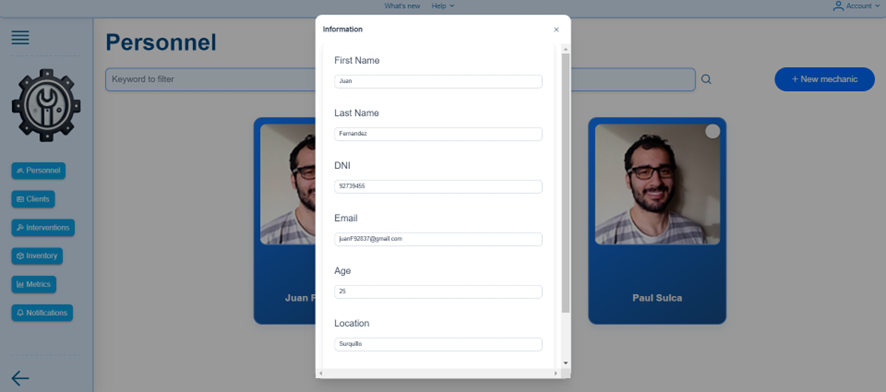 What's new Help Account
Information
Personnel
Keyword to filter
+ New mechanic
Personnel
Clients
Interventions
Inventory
Metrics
Notifications
First Name
Juan
Last Name
Fernandez
DNI
92739455
Email
juanF92837@gmail.com
Age
25
Location
Surquillo
Juan F
Paul Sulca